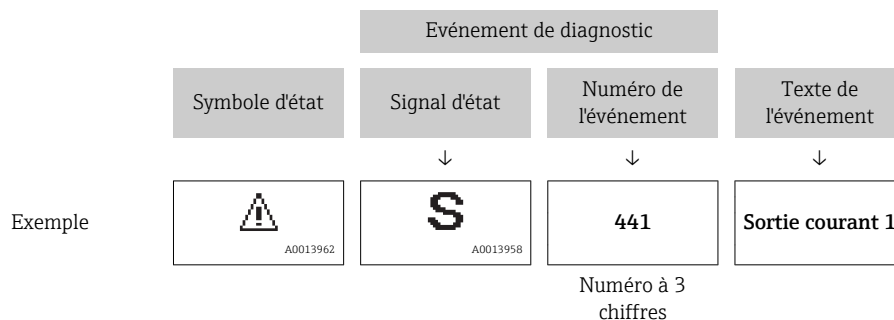 Evénement de diagnostic
Symbole d'état
Signal d'état
Numéro de
l'événement
Texte de
l'événement
↓
↓
↓
Exemple
A0013962
S
A0013958
441
Sortie courant 1
Numéro à 3
chiffres